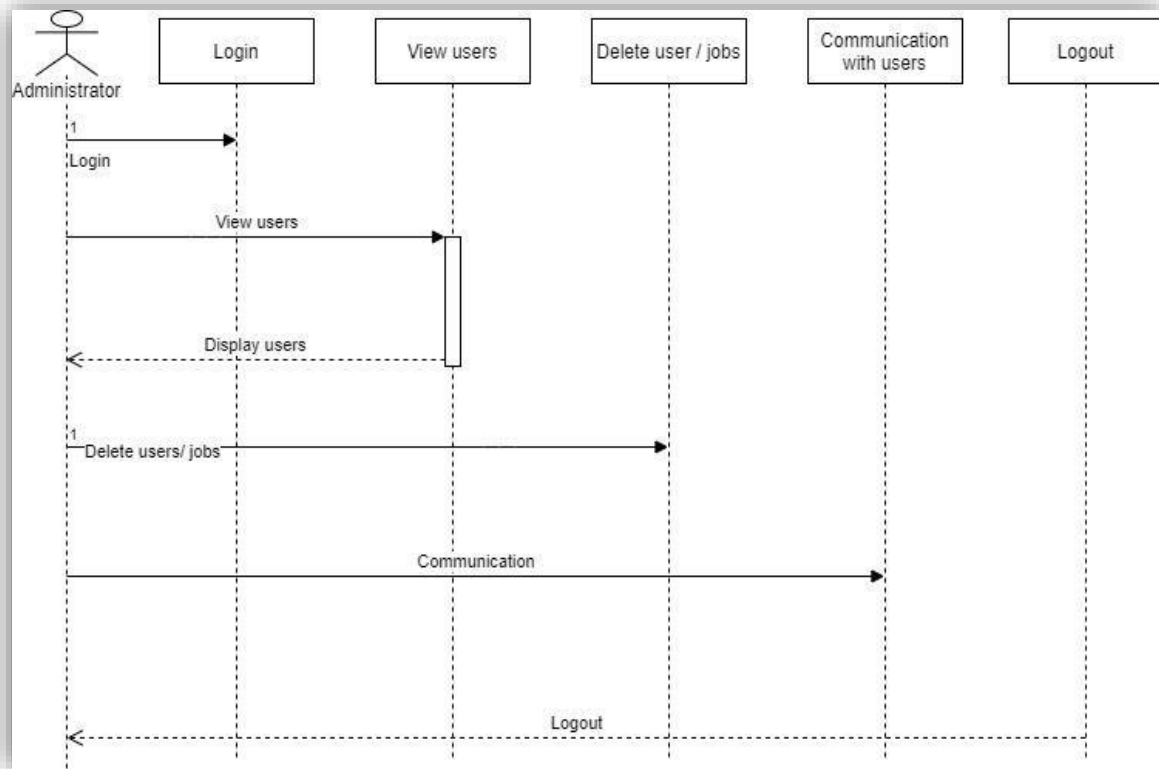 Login
View users
Delete user / jobs
Communication
with users
Logout
Administrator
1
Login
View users
Display users
1
Delete users/ jobs
Communication
Logout